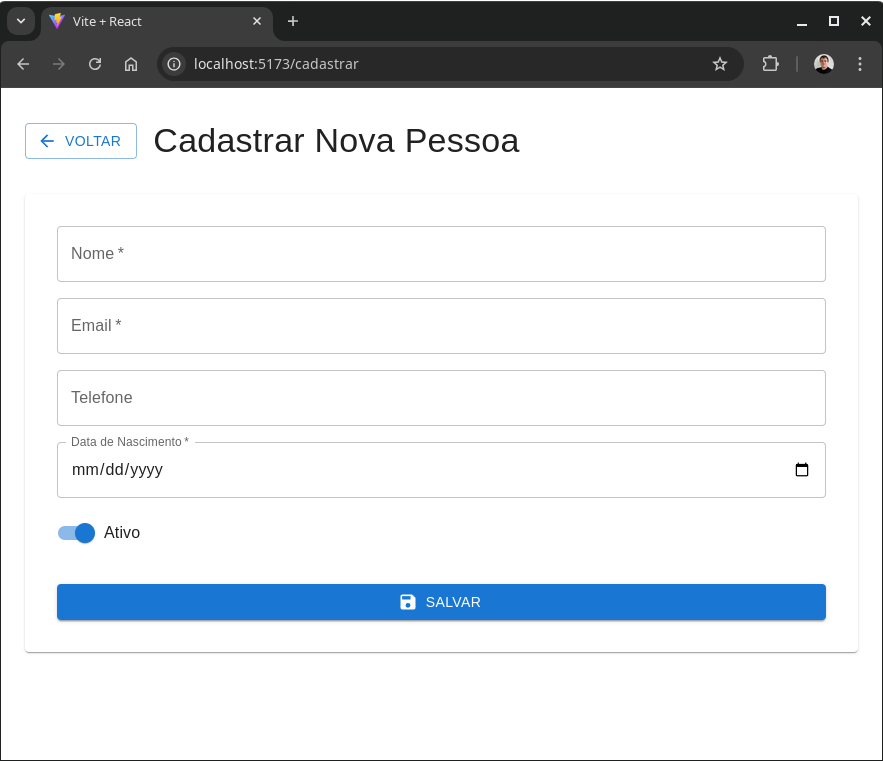 Vite + React
localhost:5173/cadastrar
VOLTAR
Cadastrar Nova Pessoa
Nome *
Email *
Telefone
Data de Nascimento *
mm/dd/yyyy
Ativo
SALVAR